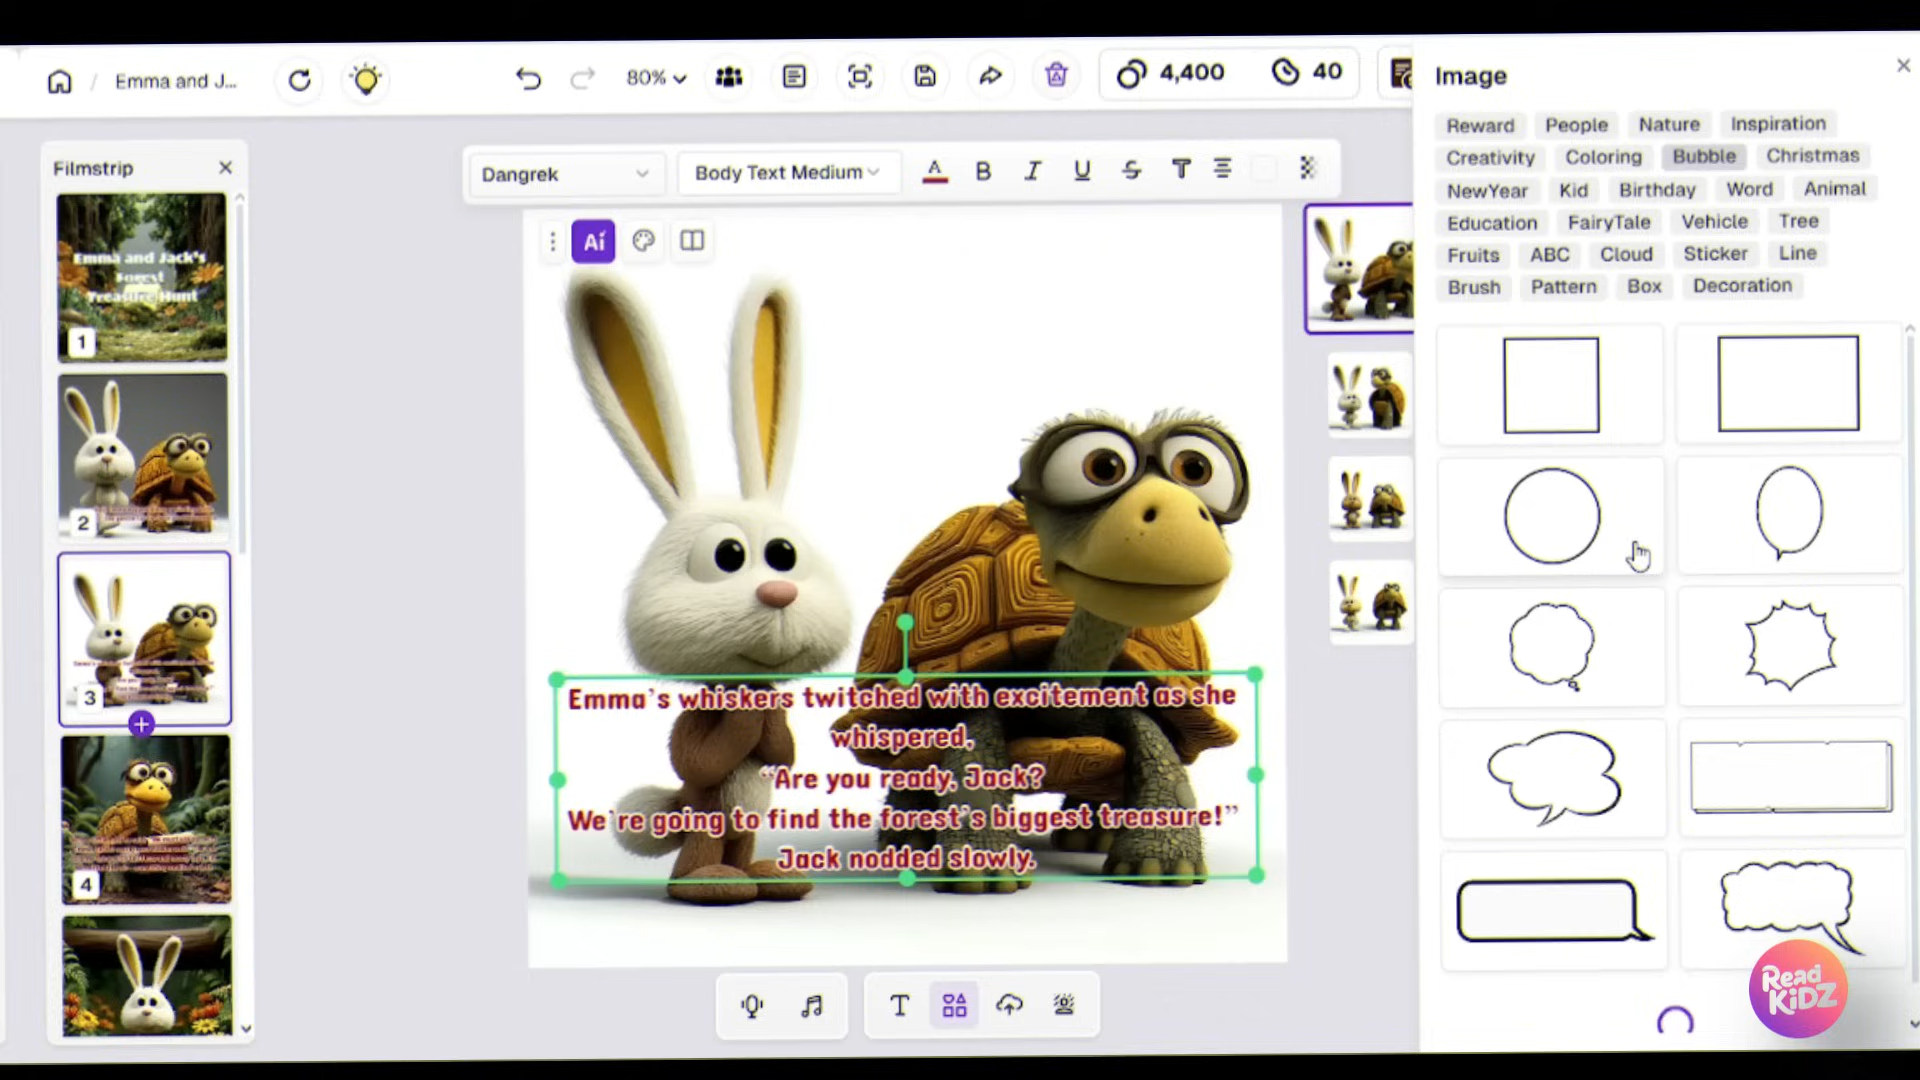 Emma and J...
80%
4,400
40
Image
Reward People Nature Inspiration
Creativity Coloring Bubble Christmas
NewYear Kid Birthday Word Animal
Education FairyTale Vehicle Tree
Fruits ABC Cloud Sticker Line
Brush Pattern Box Decoration
Filmstrip
Emma and Jack's
Forest
Treasure Hunt
1
2
3
4
Dangrek
Body Text Medium
A B I U S T
Ai
Emma's whiskers twitched with excitement as she
whispered,
"Are you ready, Jack?
We're going to find the forest's biggest treasure!"
Jack nodded slowly.
T
Read
KiDZ